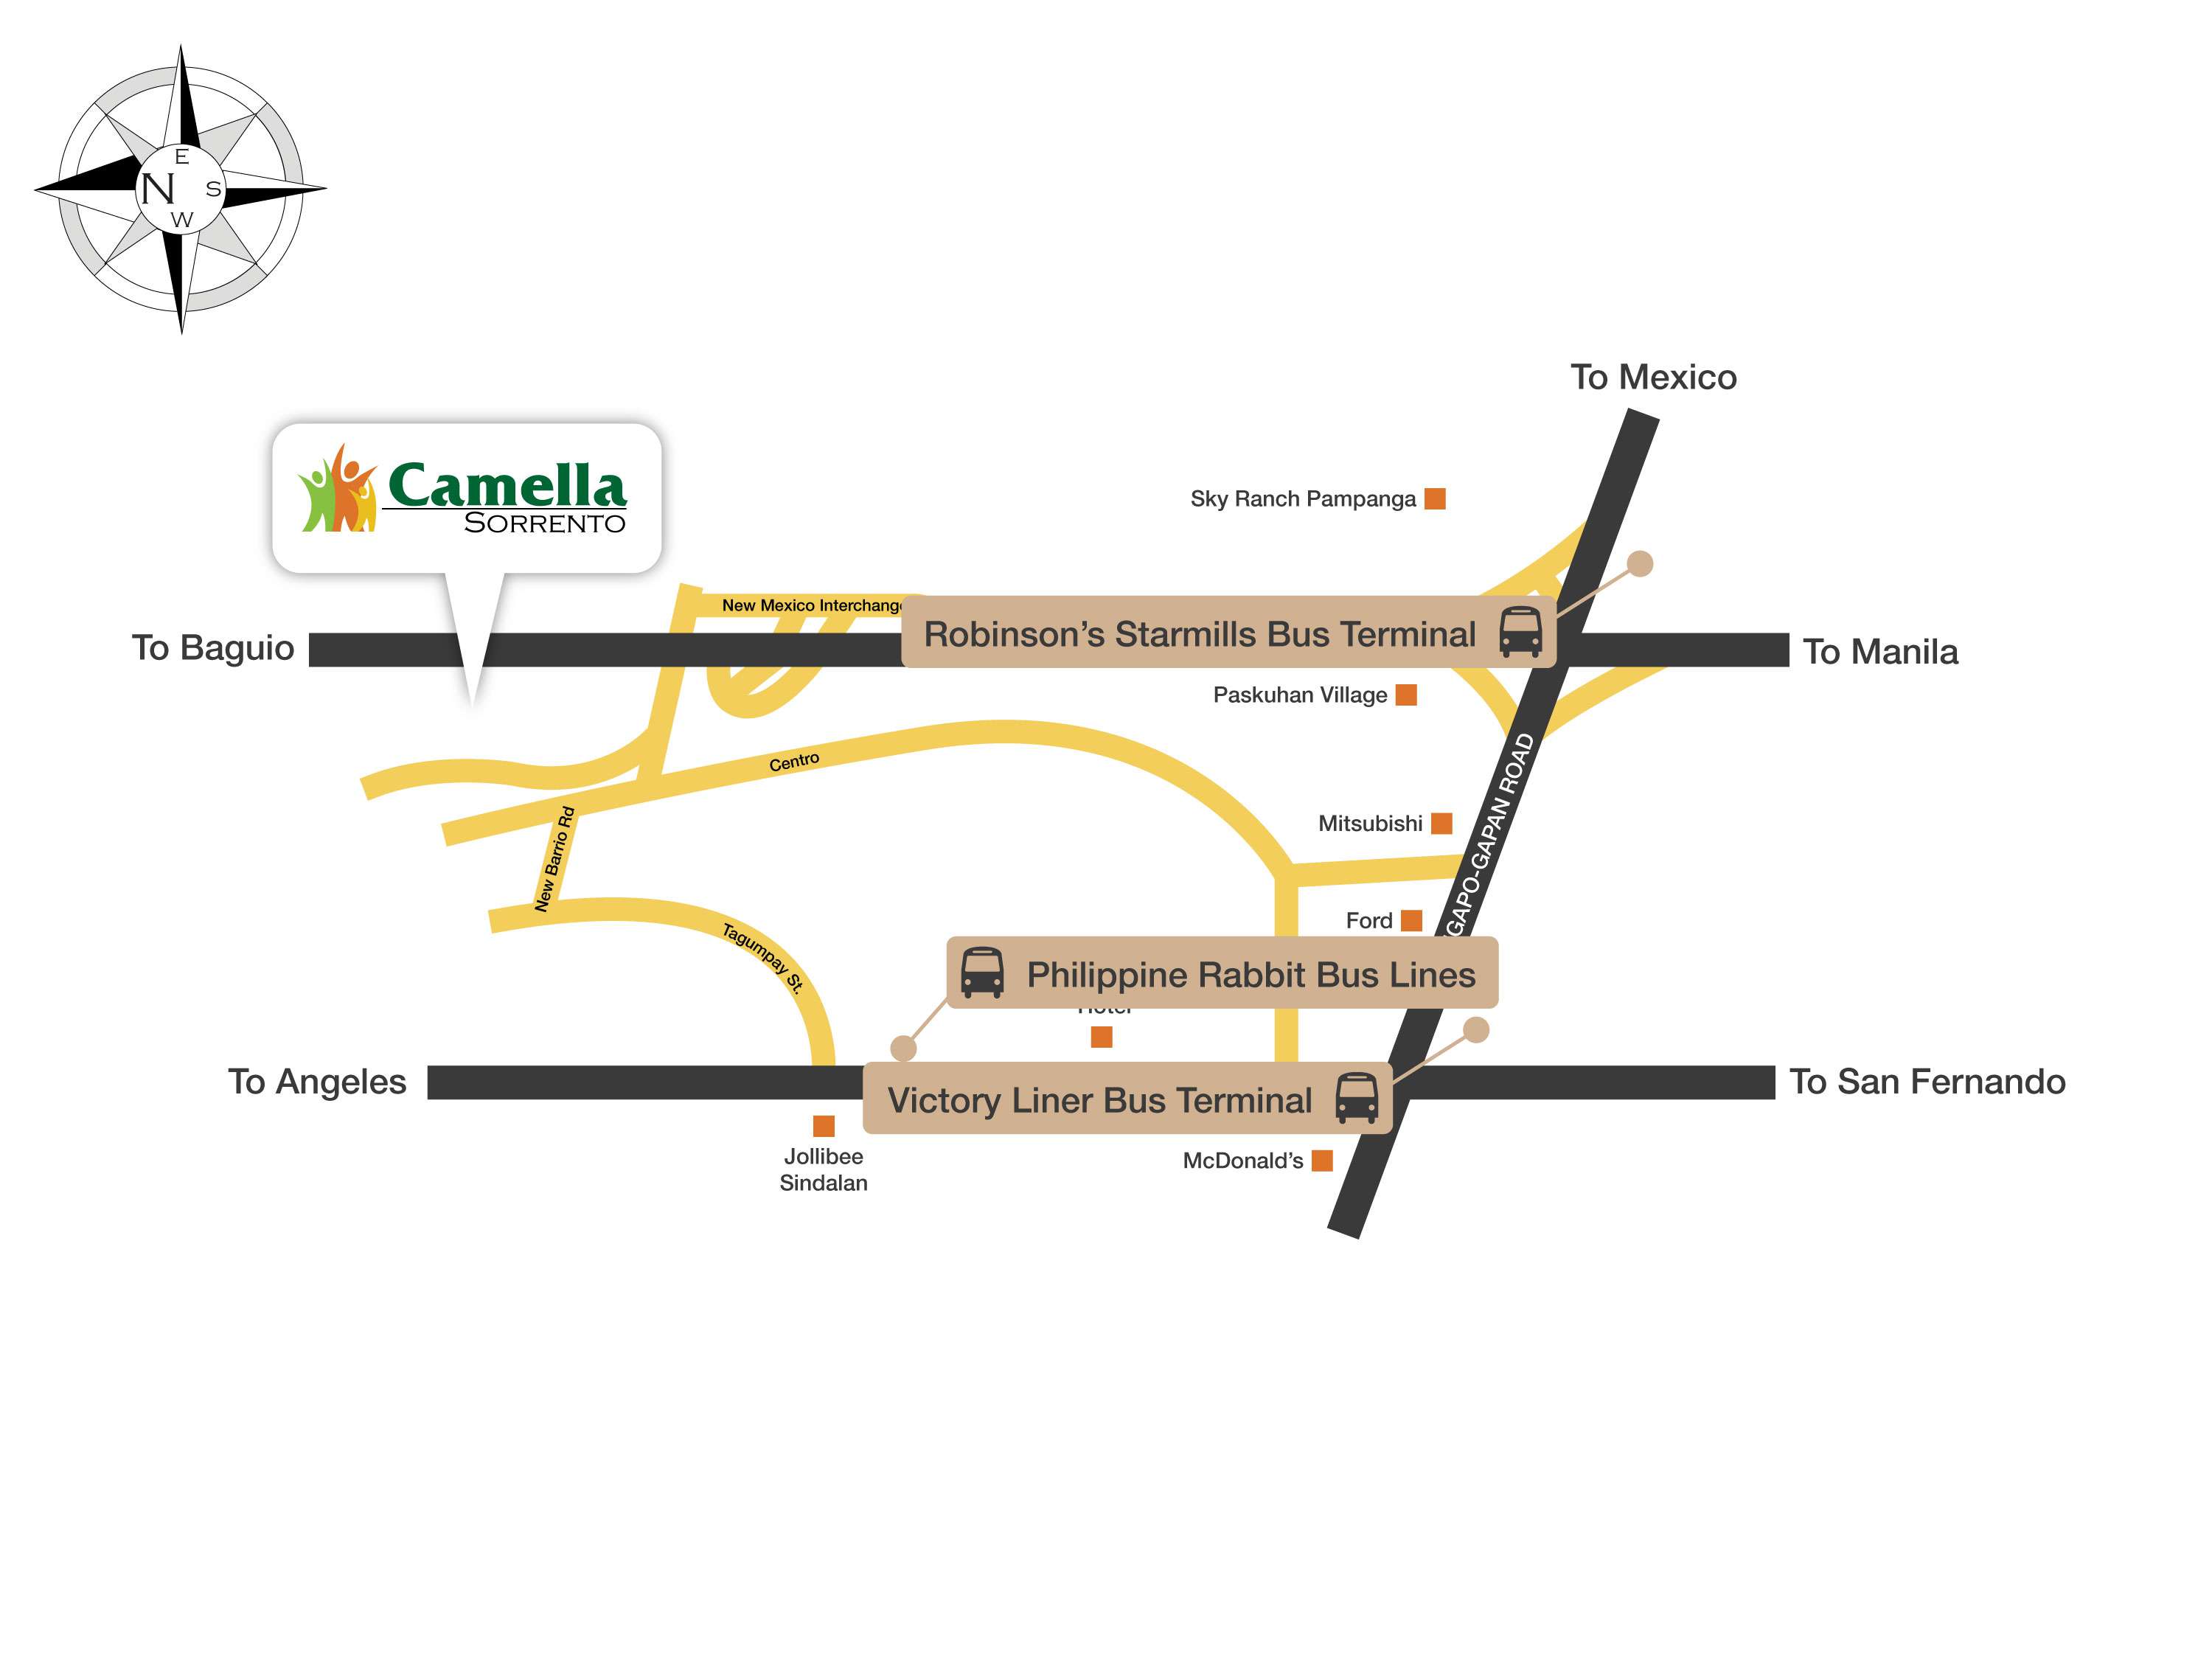 E
N S
W
To Mexico
Camella
SORRENTO
Sky Ranch Pampanga
New Mexico Interchange
Robinson's Starmills Bus Terminal
To Baguio
To Manila
Paskuhan Village
Centro
Mitsubishi
New Barrio Rd
GAPO-GAPAN ROAD
Ford
Tagumpay St.
Philippine Rabbit Bus Lines
To Angeles
Victory Liner Bus Terminal
To San Fernando
Jollibee
Sindalan
McDonald's